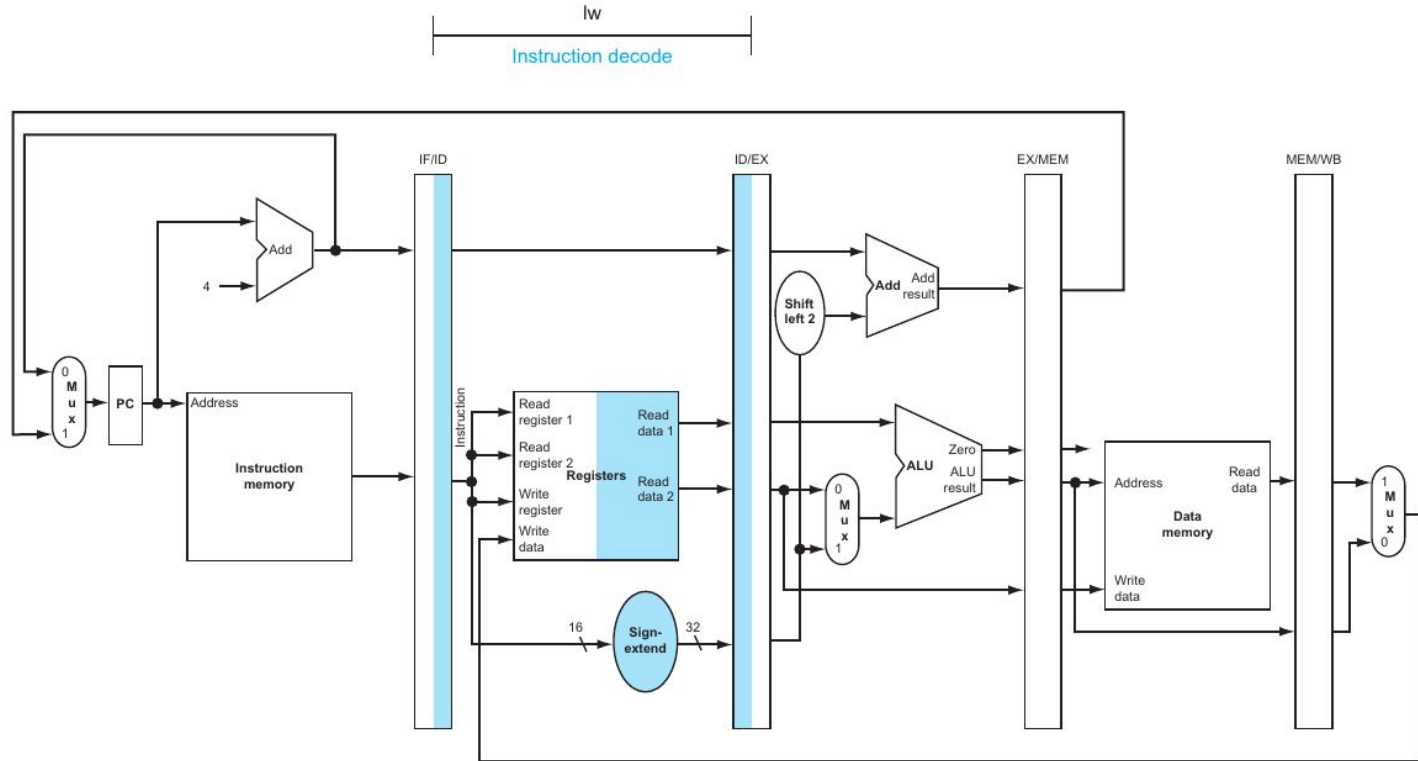 lw
Instruction decode
IF/ID
ID/EX
EX/MEM
MEM/WB
Add
4
Shift
left 2
Add
Add
result
0
M
u
x
1
PC
Address
Instruction
memory
Instruction
Read
register 1
Read
register 2
Write
register
Write
data
Registers
Read
data 1
Read
data 2
16
Sign-
extend
32
0
M
u
x
1
ALU
Zero
ALU
result
Address
Write
data
Data
memory
Read
data
1
M
u
x
0